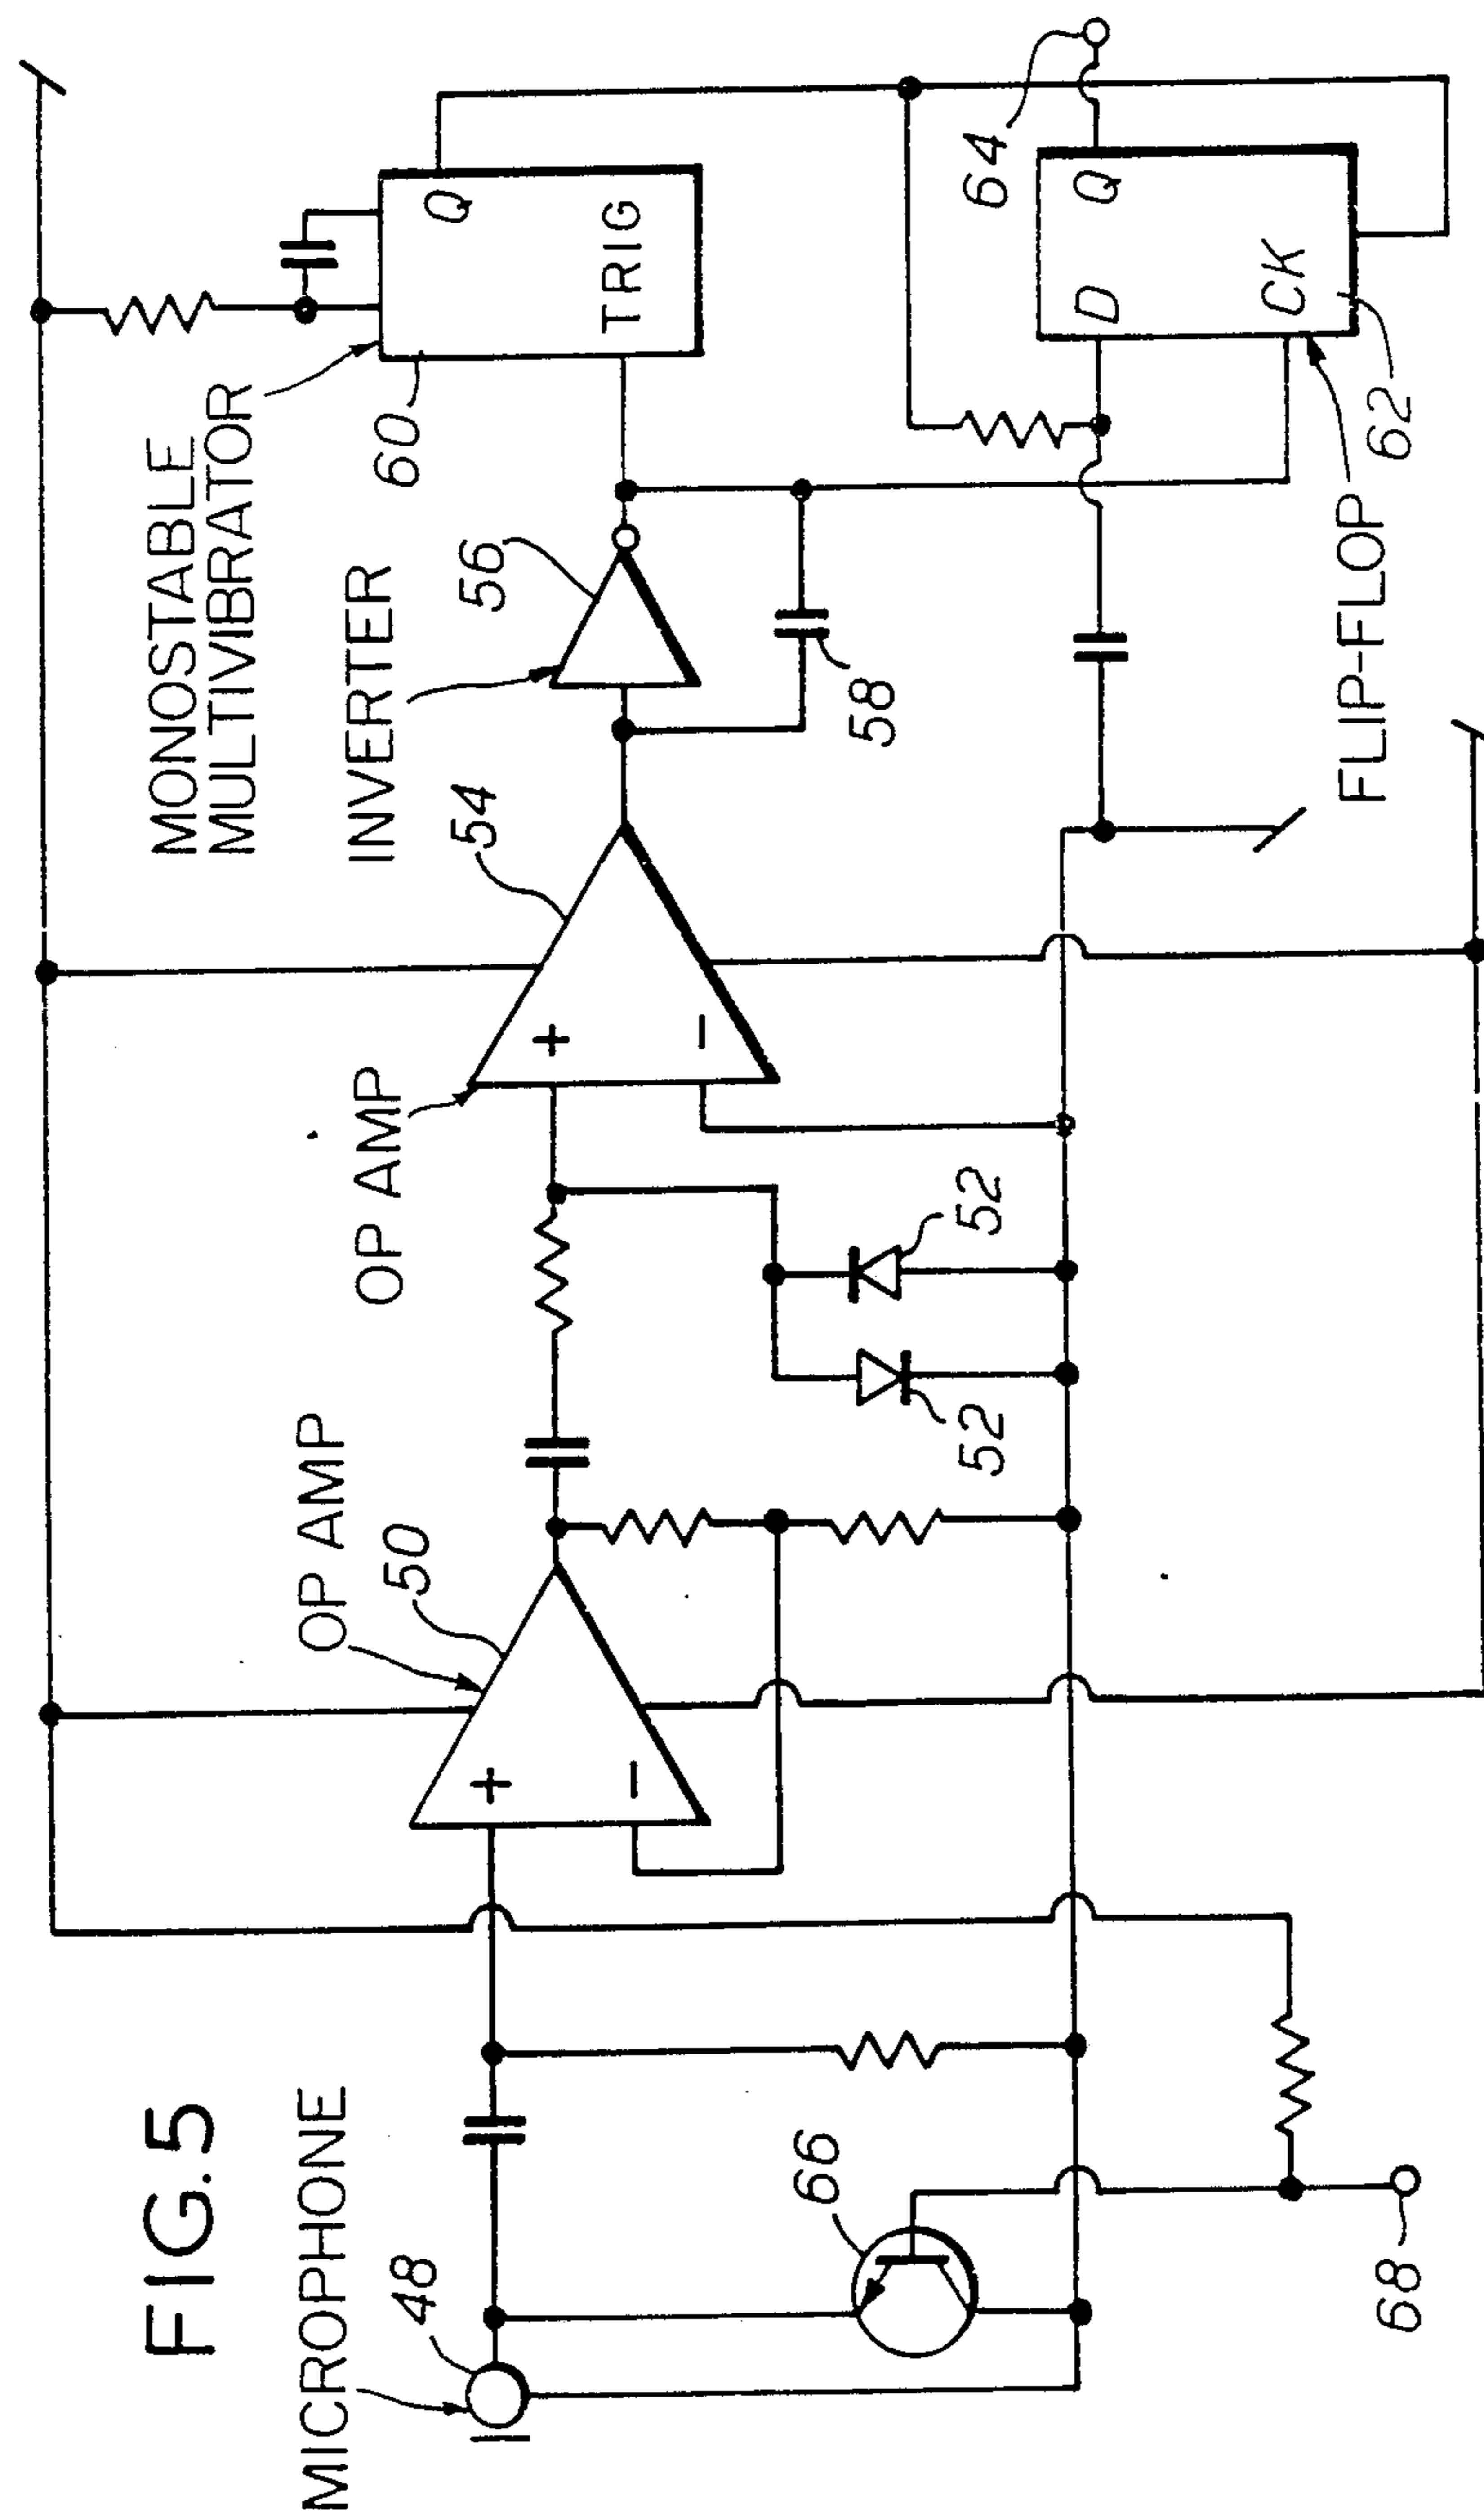 FIG.5
MICROPHONE
48
66
68
OP AMP
50
+
−
52
52
OP AMP
54
+
−
INVERTER
56
58
MONOSTABLE
MULTIVIBRATOR
60
Q
TRIG
64
D
Q
CK
62
FLIP-FLOP